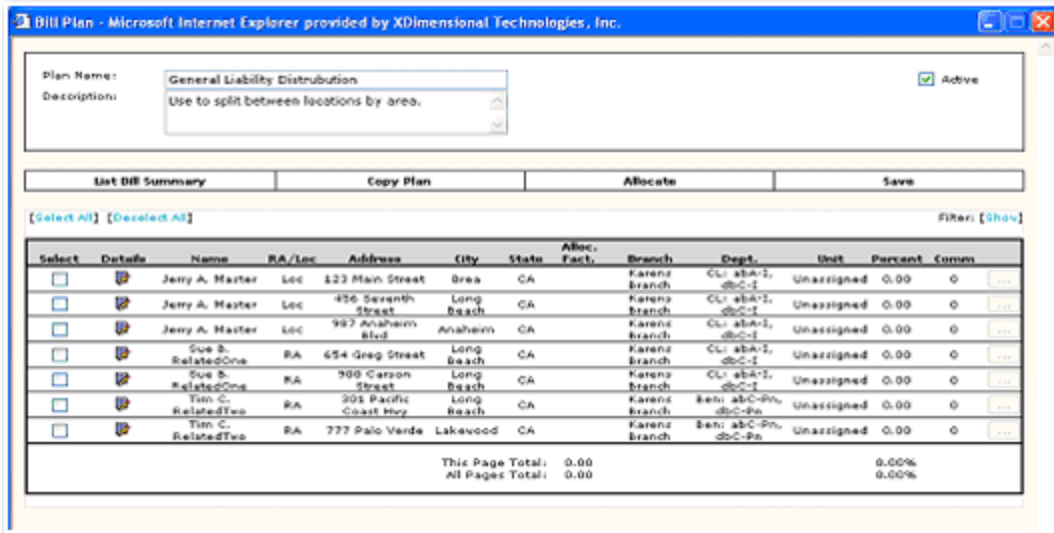 Bill Plan - Microsoft Internet Explorer provided by XDimensional Technologies, Inc.
Plan Name: General Liability Distrubution Active
Description: Use to split between locations by area.
List Bill Summary Copy Plan Allocate Save
[Select All] [Deselect All] Filter: [Show]
Select Details Name RA/Loc Address City State Alloc. Fact. Branch Dept. Unit Percent Comm
Jerry A. Master Loc 123 Main Street Brea CA Karens Branch CL: abA-I, dbC-I Unassigned 0.00 0 ...
Jerry A. Master Loc 456 Seventh Street Long Beach CA Karens Branch CL: abA-I, dbC-I Unassigned 0.00 0 ...
Jerry A. Master Loc 987 Anaheim Blvd Anaheim CA Karens Branch CL: abA-I, dbC-I Unassigned 0.00 0 ...
Sue B. RelatedOne RA 654 Greg Street Long Beach CA Karens Branch CL: abA-I, dbC-I Unassigned 0.00 0 ...
Sue B. RelatedOne RA Carson Street Long Beach CA Karens Branch CL: abA-I, dbC-I Unassigned 0.00 0 ...
Tim C. RelatedTwo RA 301 Pacific Coast Hwy Long Beach CA Karens Branch Ben: abC-Pn, dbC-Pn Unassigned 0.00 0 ...
Tim C. RelatedTwo RA 777 Palo Verde Lakewood CA Karens Branch Ben: abC-Pn, dbC-Pn Unassigned 0.00 0 ...
This Page Total: 0.00 0.00%
All Pages Total: 0.00 0.00%